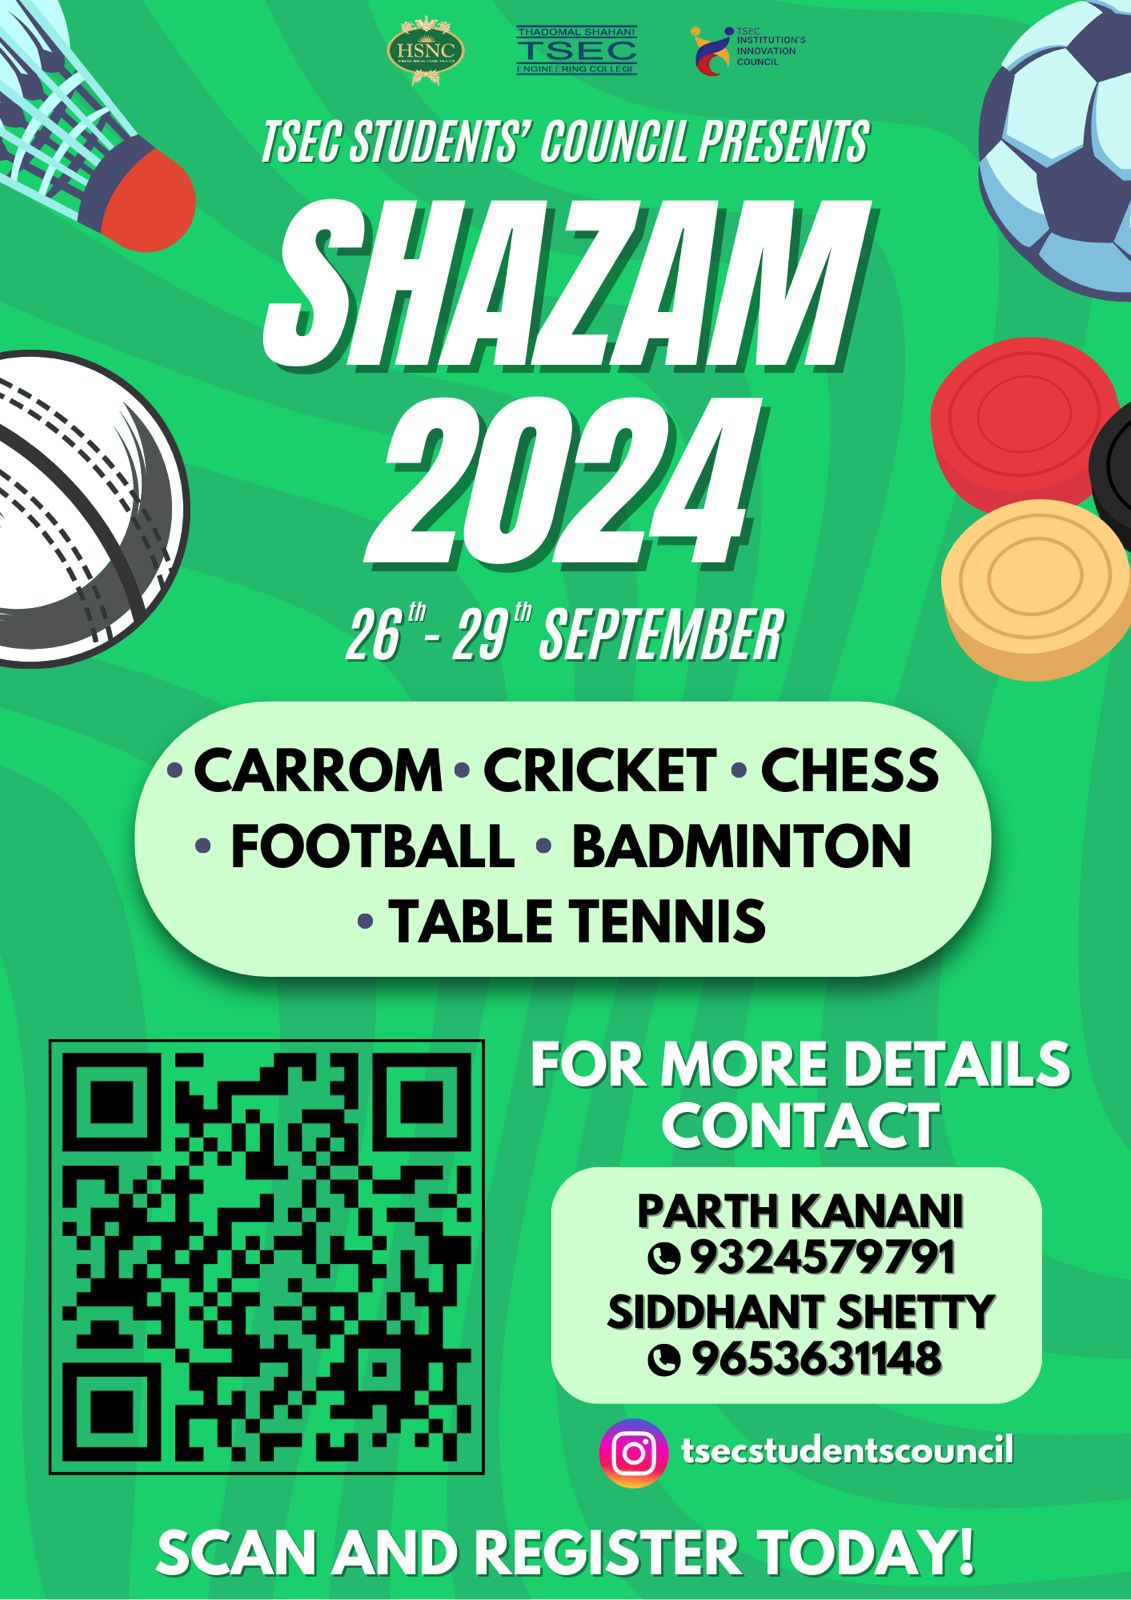 HSNC
THADOMAL SHAHANI
TSEC
ENGINEERING COLLEGE
TSEC
INSTITUTION'S
INNOVATION
COUNCIL
TSEC STUDENTS' COUNCIL PRESENTS
SHAZAM
2024
26th - 29th SEPTEMBER
• CARROM • CRICKET • CHESS
• FOOTBALL • BADMINTON
• TABLE TENNIS
FOR MORE DETAILS
CONTACT
PARTH KANANI
9324579791
SIDDHANT SHETTY
9653631148
tsecstudentscouncil
SCAN AND REGISTER TODAY!